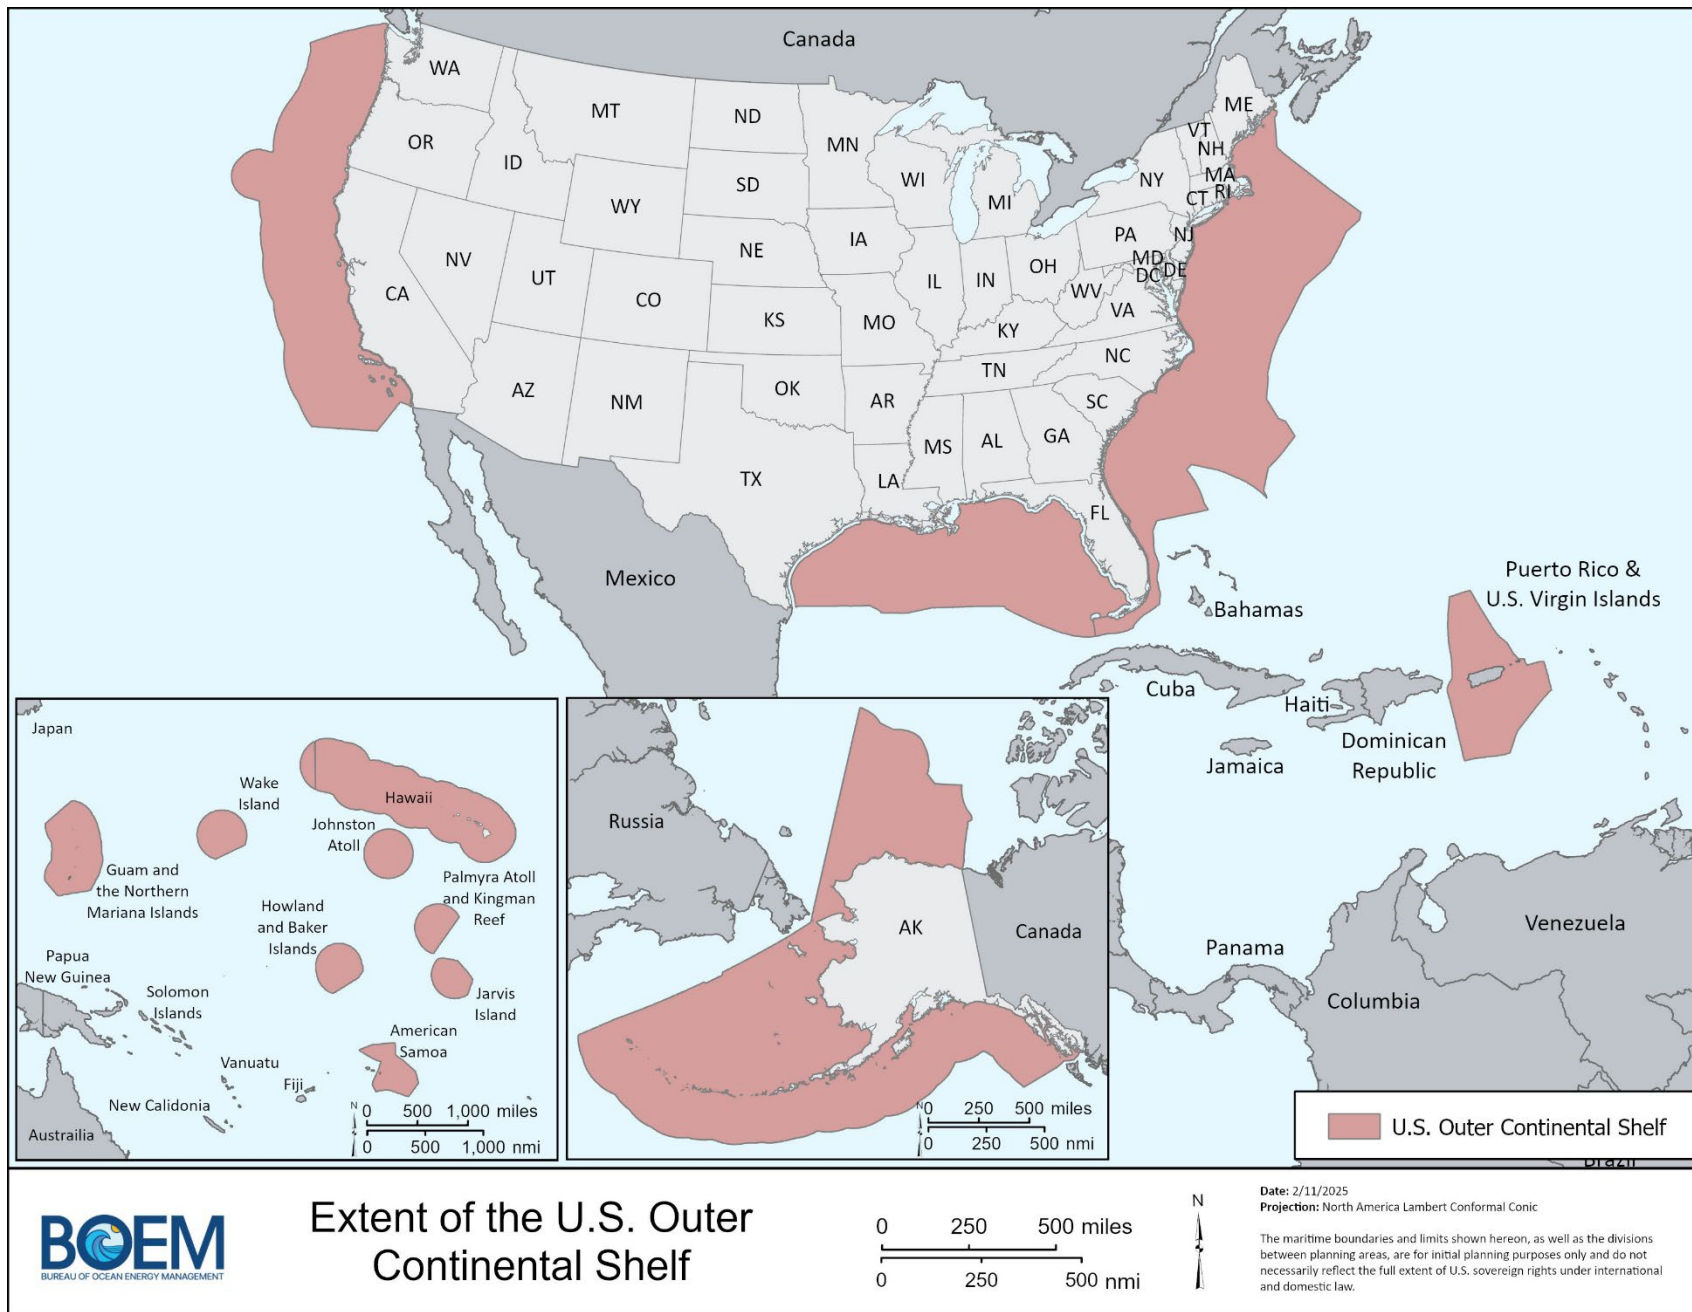 Canada
WA
MT
ND
MN
ME
VT
NH
OR
ID
SD
WI
MI
NY
MA
CT
RI
WY
IA
PA
NJ
NV
NE
OH
MD
DE
DC
UT
CO
IL
IN
WV
VA
CA
KS
MO
KY
NC
TN
AZ
NM
OK
AR
SC
MS
AL
GA
TX
LA
FL
Mexico
Bahamas
Puerto Rico &
U.S. Virgin Islands
Cuba
Haiti
Jamaica
Dominican
Republic
Panama
Venezuela
Columbia
Brazil
Japan
Wake
Island
Hawaii
Johnston
Atoll
Guam and
the Northern
Mariana Islands
Palmyra Atoll
and Kingman
Reef
Howland
and Baker
Islands
Papua
New Guinea
Solomon
Islands
Jarvis
Island
American
Samoa
Vanuatu
Fiji
New Calidonia
Austrailia
N
0 500 1,000 miles
0 500 1,000 nmi
Russia
AK
Canada
N
0 250 500 miles
0 250 500 nmi
U.S. Outer Continental Shelf
BOEM
BUREAU OF OCEAN ENERGY MANAGEMENT
Extent of the U.S. Outer
Continental Shelf
0 250 500 miles
0 250 500 nmi
N
Date: 2/11/2025
Projection: North America Lambert Conformal Conic
The maritime boundaries and limits shown hereon, as well as the divisions
between planning areas, are for initial planning purposes only and do not
necessarily reflect the full extent of U.S. sovereign rights under international
and domestic law.